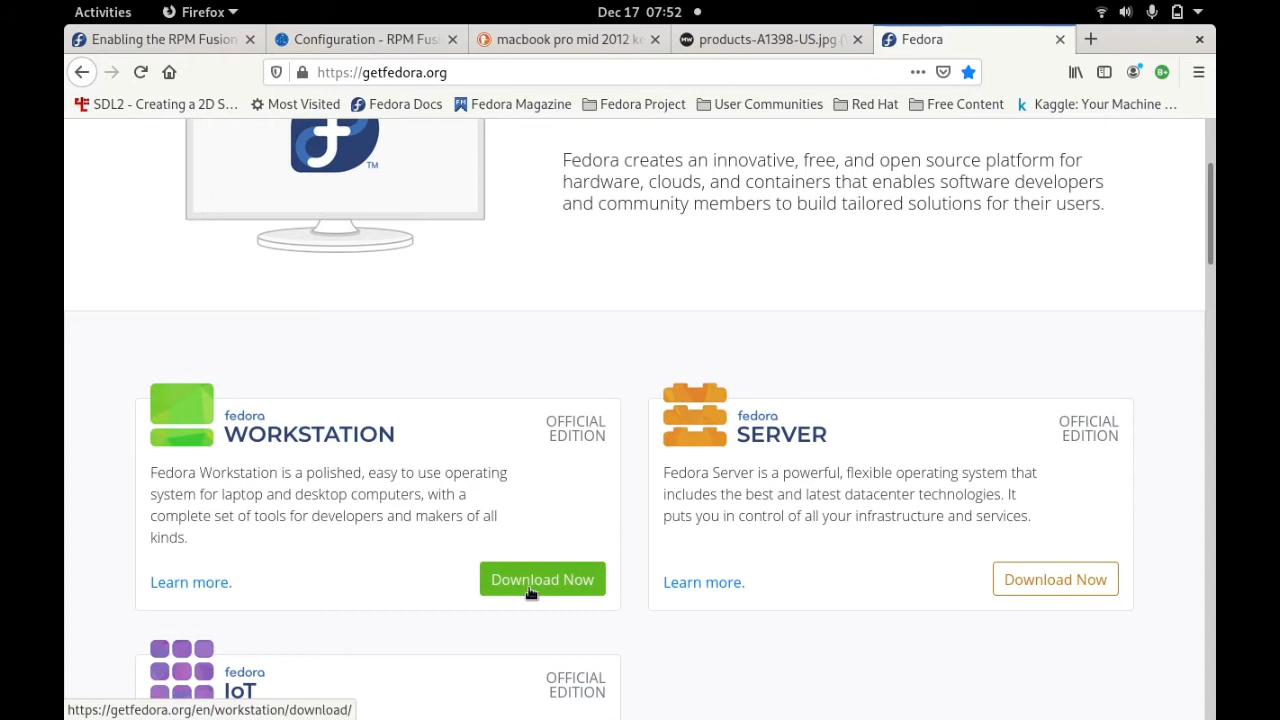 Activities
Firefox
Dec 17 07:52
Enabling the RPM Fusion
Configuration - RPM Fusi
macbook pro mid 2012 ke
products-A1398-US.jpg (
Fedora
https://getfedora.org
SDL2 - Creating a 2D S…
Most Visited
Fedora Docs
Fedora Magazine
Fedora Project
User Communities
Red Hat
Free Content
Kaggle: Your Machine …
TM
Fedora creates an innovative, free, and open source platform for
hardware, clouds, and containers that enables software developers
and community members to build tailored solutions for their users.
fedora
WORKSTATION
OFFICIAL
EDITION
Fedora Workstation is a polished, easy to use operating
system for laptop and desktop computers, with a
complete set of tools for developers and makers of all
kinds.
Learn more.
Download Now
fedora
SERVER
OFFICIAL
EDITION
Fedora Server is a powerful, flexible operating system that
includes the best and latest datacenter technologies. It
puts you in control of all your infrastructure and services.
Learn more.
Download Now
fedora
IoT
OFFICIAL
EDITION
https://getfedora.org/en/workstation/download/